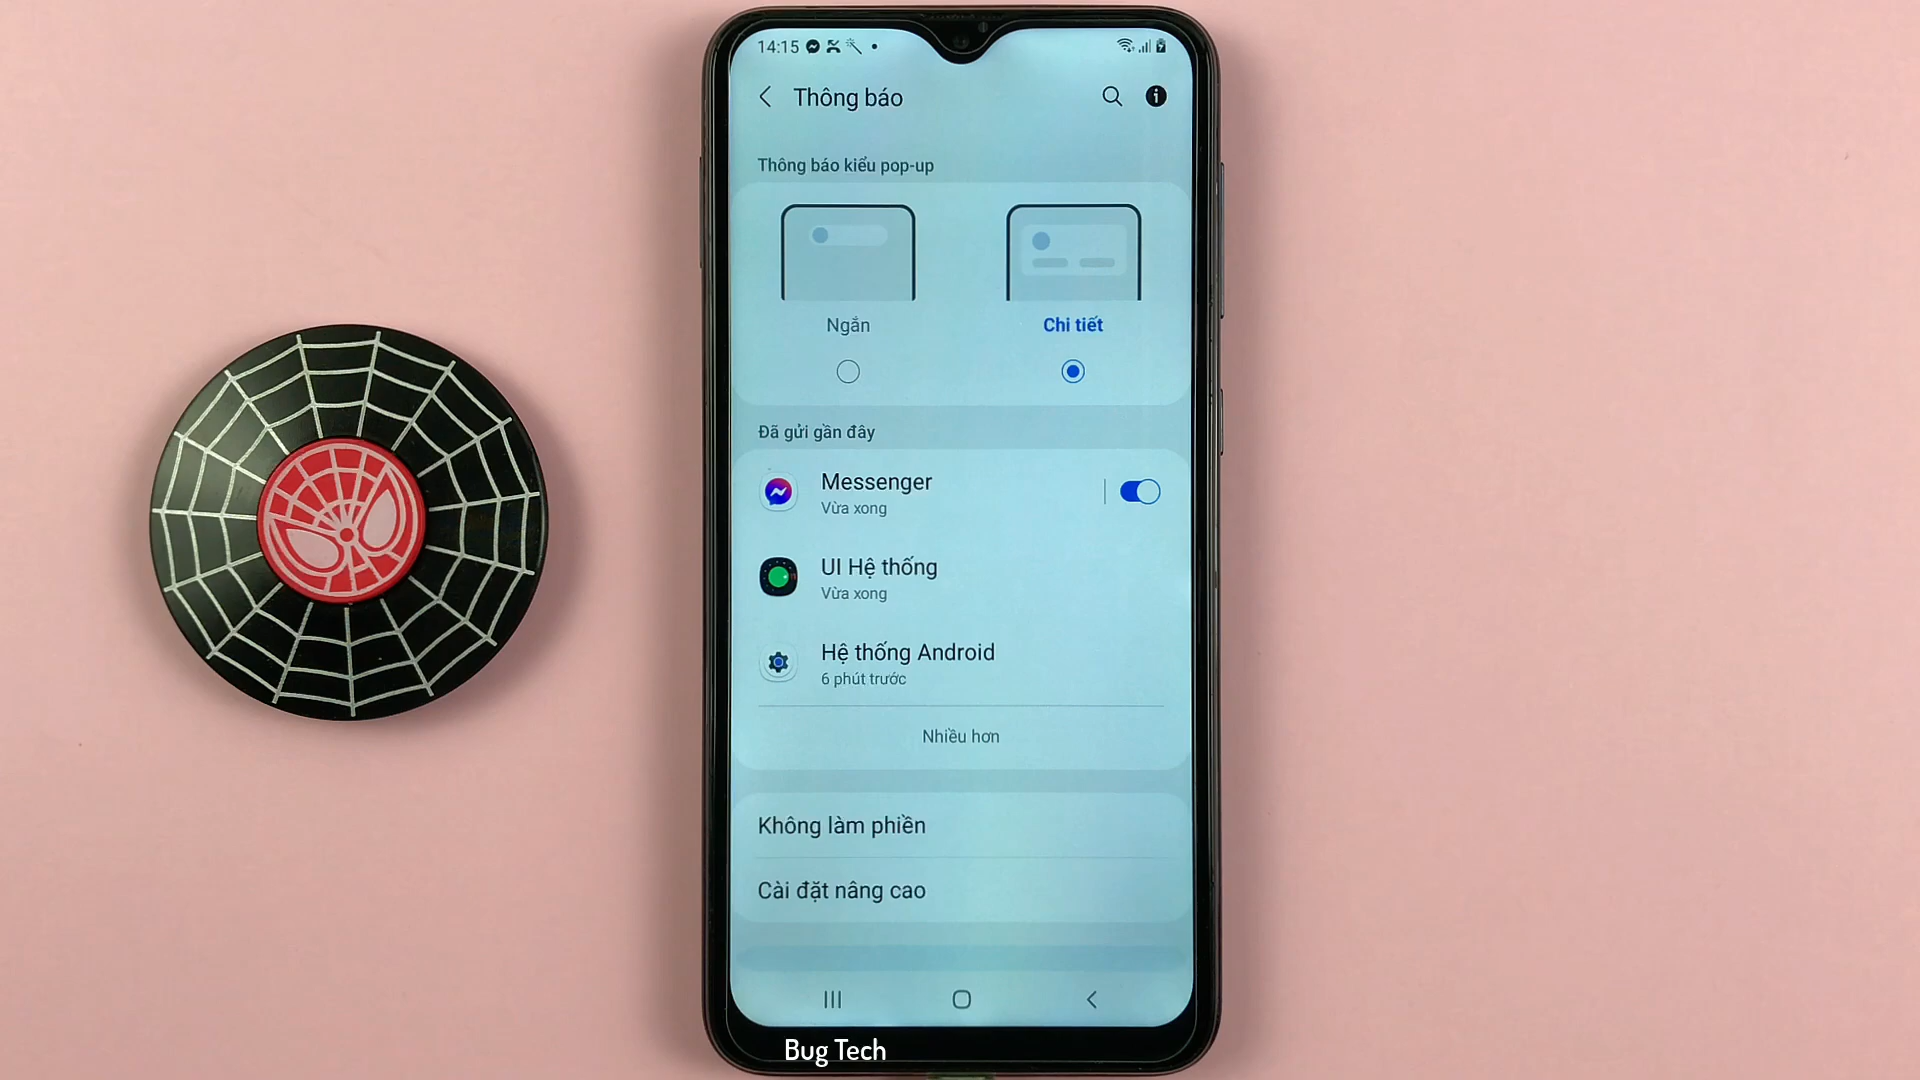 14:15
Thông báo
Thông báo kiểu pop-up
Ngắn
Chi tiết
Đã gửi gần đây
Messenger
Vừa xong
UI Hệ thống
Vừa xong
Hệ thống Android
6 phút trước
Nhiều hơn
Không làm phiền
Cài đặt nâng cao
Bug Tech